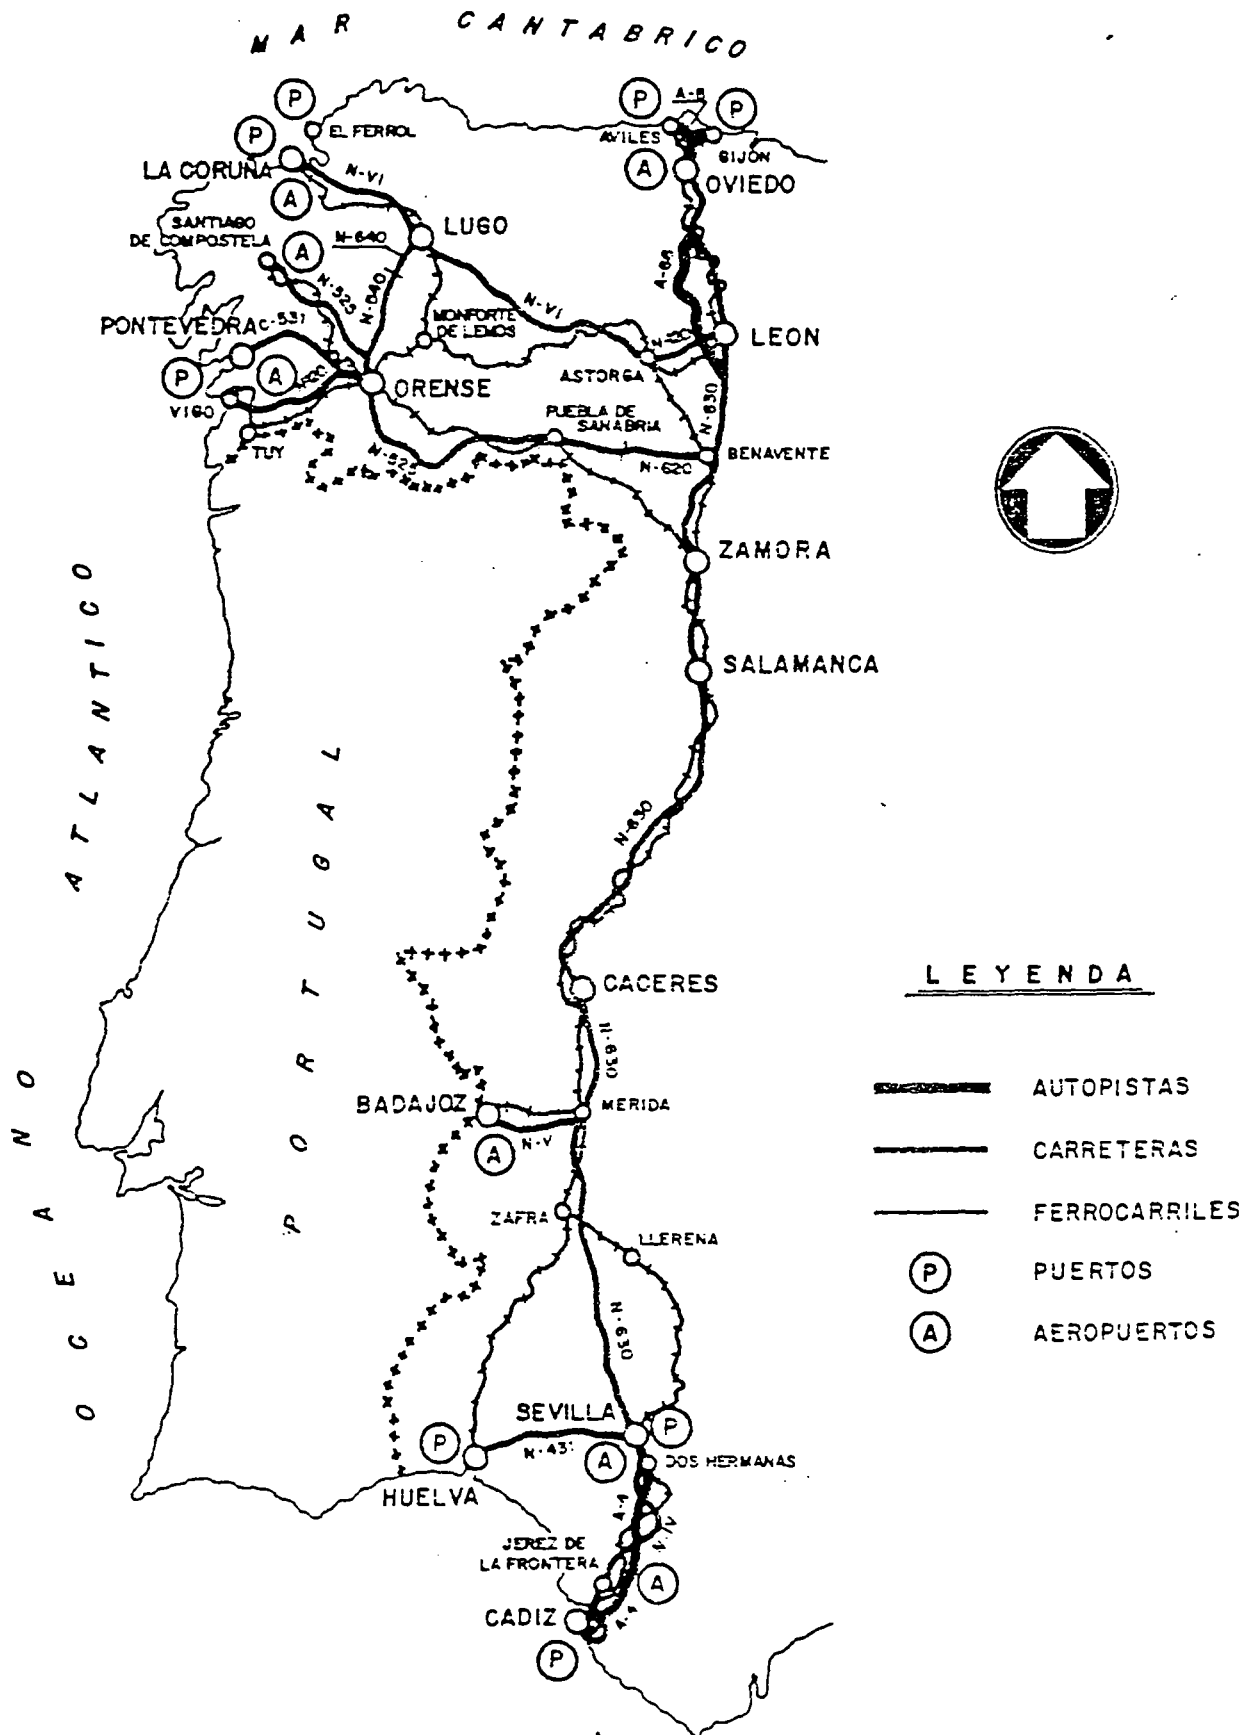 MAR CANTABRICO
P
P
A-8
P
P
EL FERROL
AVILES
GIJON
LA CORUÑA
N-VI
A
OVIEDO
A
SANTIAGO
DE COMPOSTELA
A
N-640
LUGO
N-525
N-640
N-VI
A-66
PONTEVEDRA
C-531
MONFORTE
DE LEMOS
LEON
P
A
ASTORGA
ORENSE
VIGO
N-630
PUEBLA DE
SANABRIA
TUY
N-525
N-620
BENAVENTE
ZAMORA
SALAMANCA
OCEANO ATLANTICO
PORTUGAL
N-630
CACERES
N-630
BADAJOZ
MERIDA
N-V
A
ZAFRA
LLERENA
N-630
SEVILLA
P
P
N-431
A
DOS HERMANAS
HUELVA
A-4
N-IV
JEREZ DE
LA FRONTERA
A
CADIZ
A-4
P
LEYENDA
AUTOPISTAS
CARRETERAS
FERROCARRILES
P PUERTOS
A AEROPUERTOS